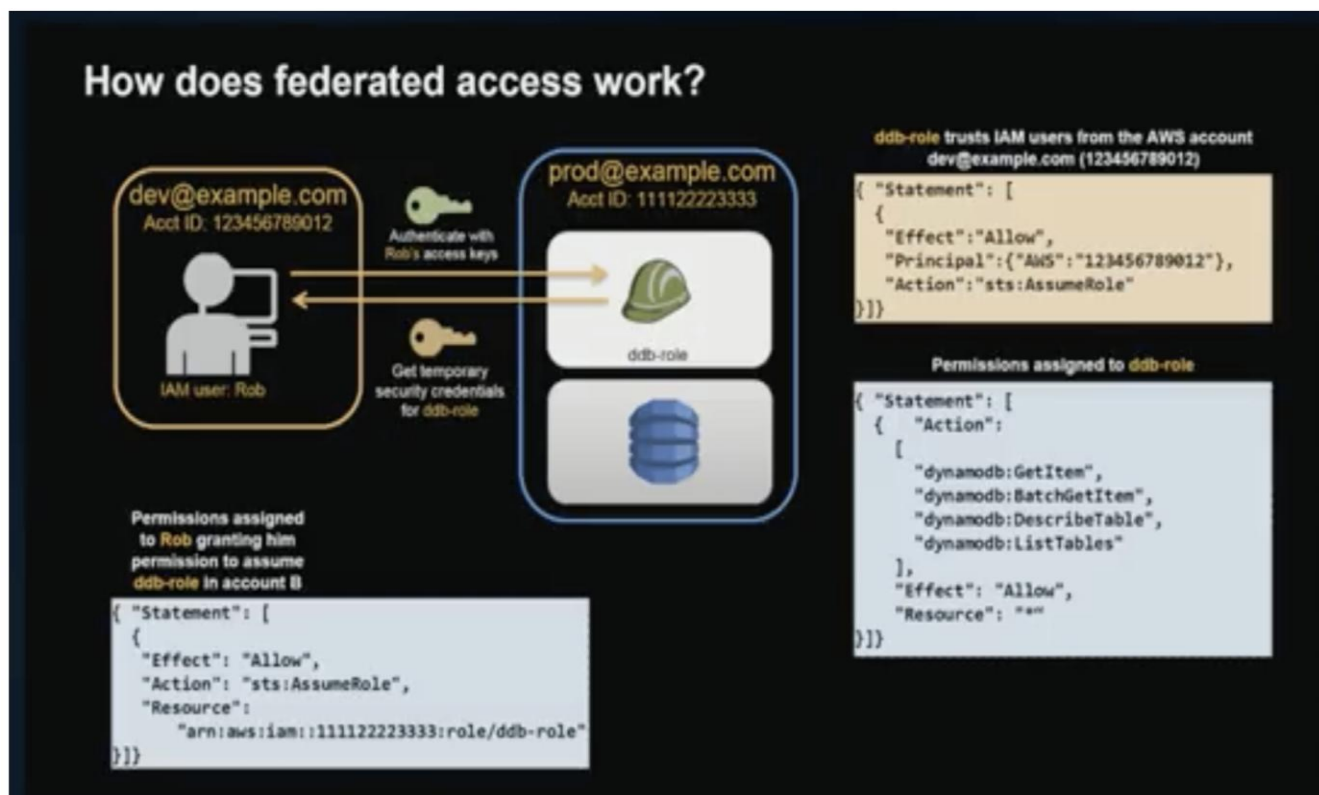 How does federated access work?
dev@example.com
Acct ID: 123456789012
IAM user: Rob
Authenticate with
Rob's access keys
Get temporary
security credentials
for ddb-role
prod@example.com
Acct ID: 111122223333
ddb-role
ddb-role trusts IAM users from the AWS account
dev@example.com (123456789012)
{ "Statement": [
{
"Effect":"Allow",
"Principal":{"AWS":"123456789012"},
"Action":"sts:AssumeRole"
}]}
Permissions assigned to ddb-role
{ "Statement": [
{ "Action":
[
"dynamodb:GetItem",
"dynamodb:BatchGetItem",
"dynamodb:DescribeTable",
"dynamodb:ListTables"
],
"Effect": "Allow",
"Resource": "*"
}]}
Permissions assigned
to Rob granting him
permission to assume
ddb-role in account B
{ "Statement": [
{
"Effect": "Allow",
"Action": "sts:AssumeRole",
"Resource":
"arn:aws:iam::111122223333:role/ddb-role"
}]}